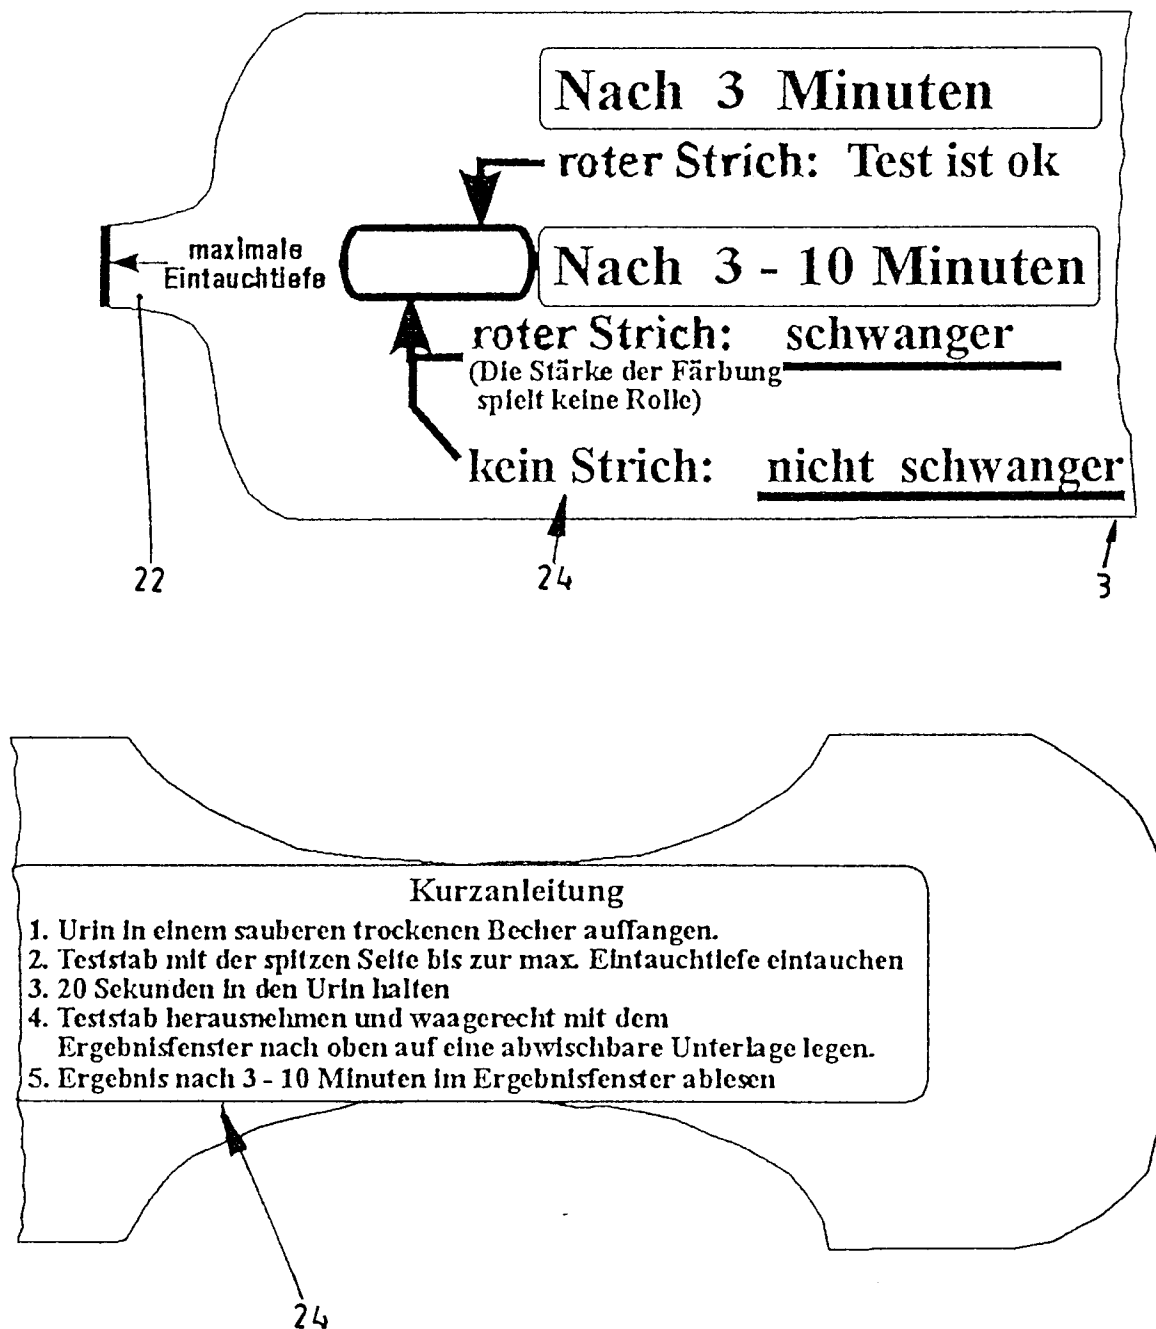 Nach 3 Minuten
roter Strich: Test ist ok
maximale
Eintauchtiefe
Nach 3 - 10 Minuten
roter Strich: schwanger
(Die Stärke der Färbung
spielt keine Rolle)
kein Strich: nicht schwanger
22
24
3
Kurzanleitung
1. Urin in einem sauberen trockenen Becher auffangen.
2. Teststab mit der spitzen Seite bis zur max. Eintauchtiefe eintauchen
3. 20 Sekunden in den Urin halten
4. Teststab herausnehmen und waagerecht mit dem
Ergebnisfenster nach oben auf eine abwischbare Unterlage legen.
5. Ergebnis nach 3 - 10 Minuten im Ergebnisfenster ablesen
24